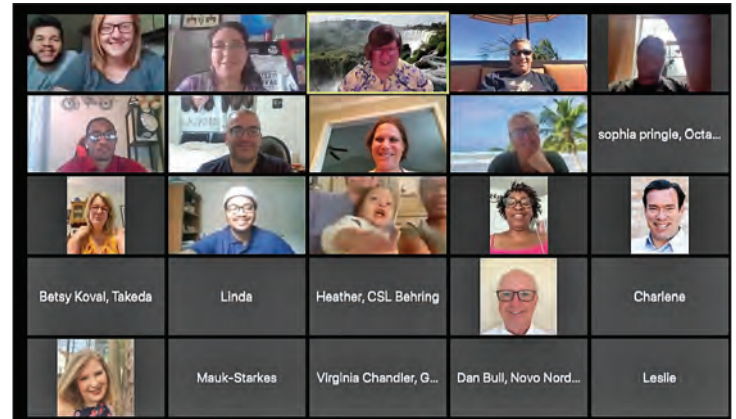 sophia pringle, Octa...
Betsy Koval, Takeda
Linda
Heather, CSL Behring
Charlene
Mauk-Starkes
Virginia Chandler, G...
Dan Bull, Novo Nord...
Leslie